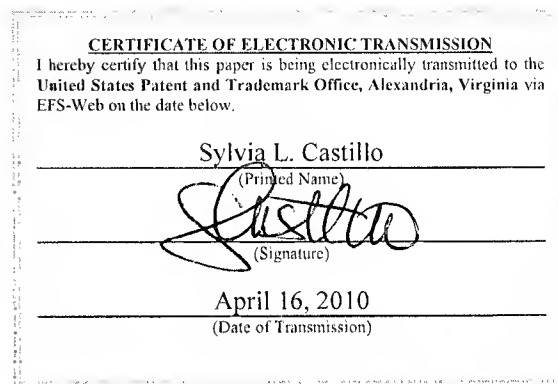 CERTIFICATE OF ELECTRONIC TRANSMISSION
I hereby certify that this paper is being electronically transmitted to the
United States Patent and Trademark Office, Alexandria, Virginia via
EFS-Web on the date below.
Sylvia L. Castillo
(Printed Name)
SCastillo
(Signature)
April 16, 2010
(Date of Transmission)